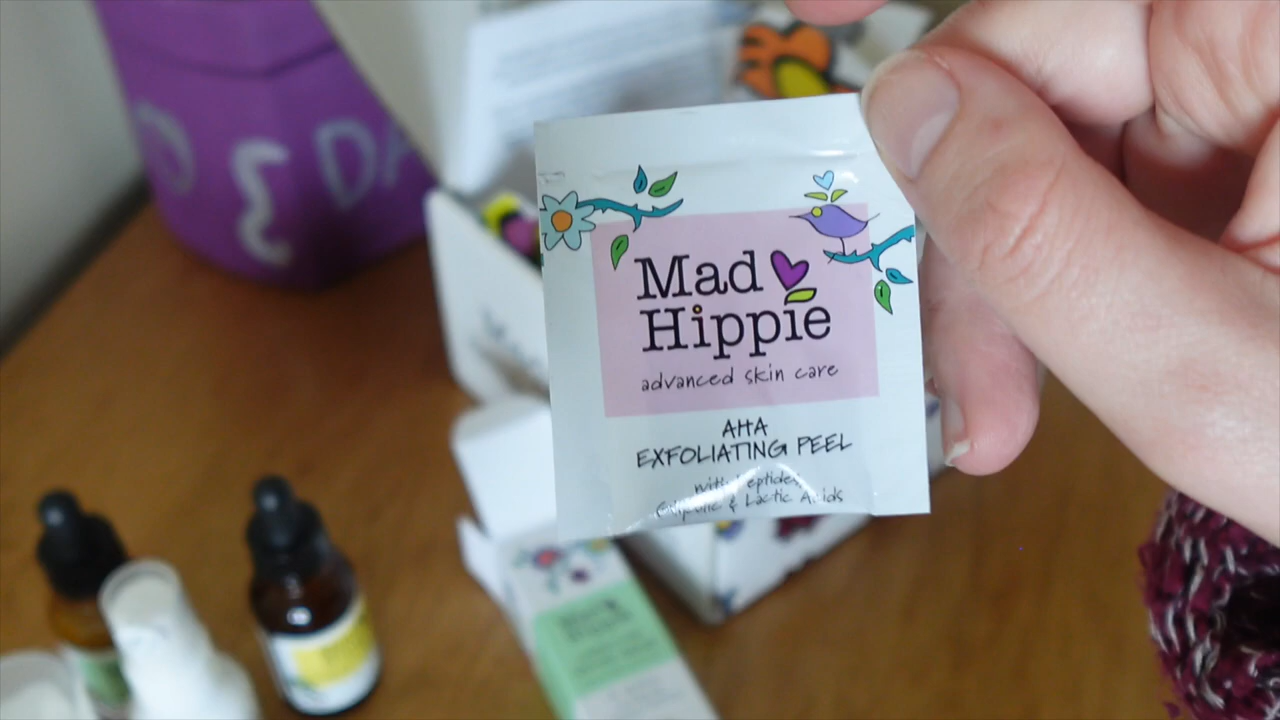 Mad
Hippie
advanced skin care
AHA
EXFOLIATING PEEL
with Peptides,
Glycolic & Lactic Acids